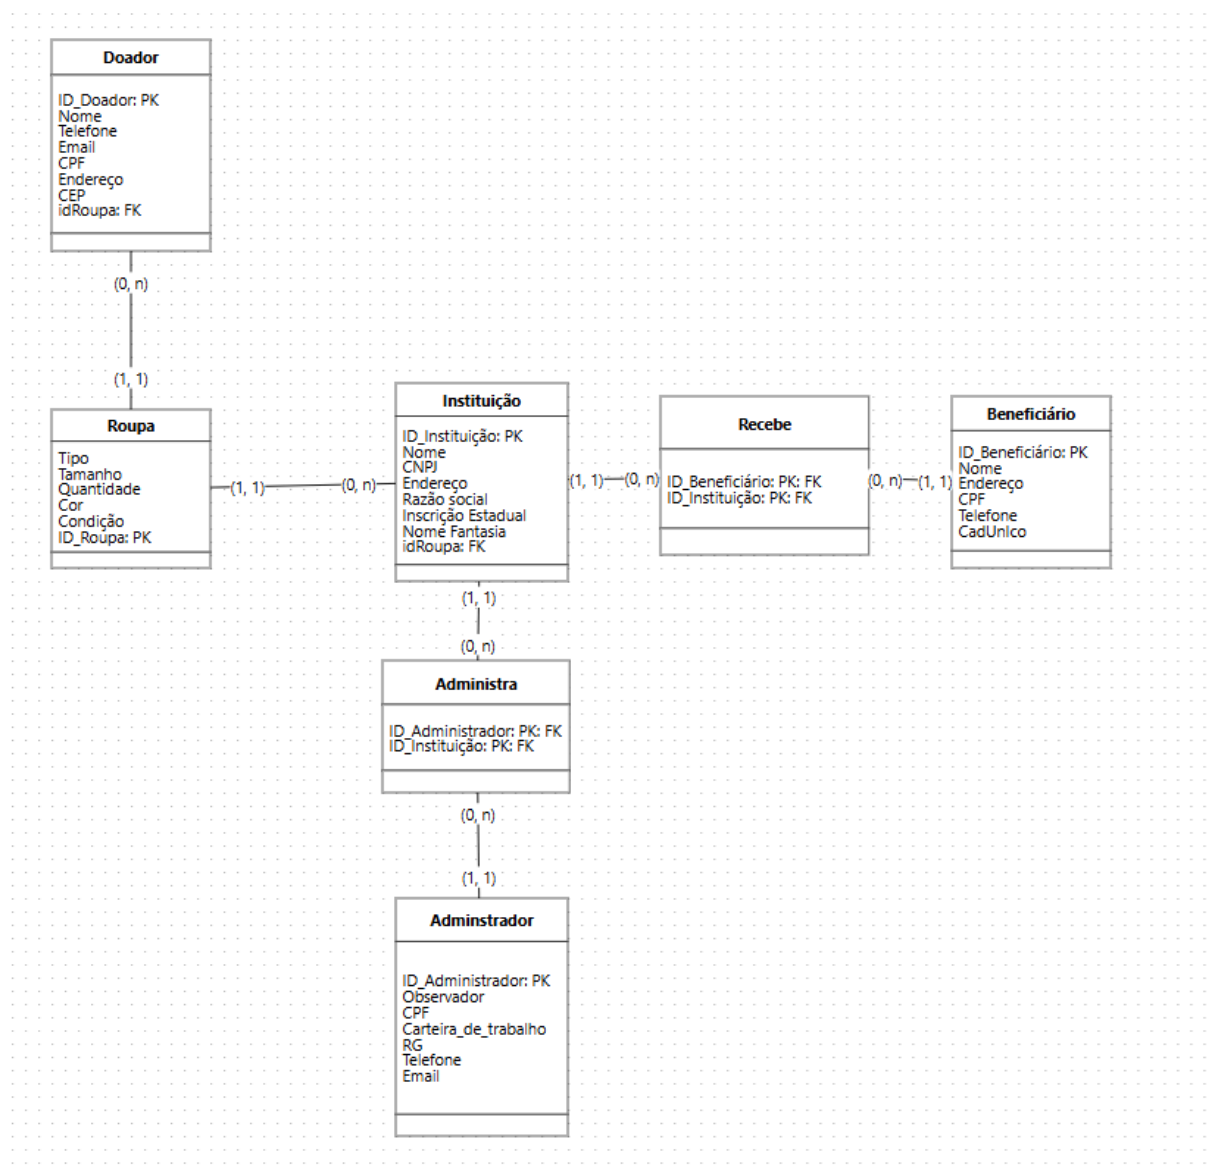 Doador
ID_Doador: PK
Nome
Telefone
Email
CPF
Endereço
CEP
idRoupa: FK
(0, n)
(1, 1)
Roupa
Tipo
Tamanho
Quantidade
Cor
Condição
ID_Roupa: PK
(1, 1)
(0, n)
Instituição
ID_Instituição: PK
Nome
CNPJ
Endereço
Razão social
Inscrição Estadual
Nome Fantasia
idRoupa: FK
(1, 1)
(0, n)
Recebe
ID_Beneficiário: PK: FK
ID_Instituição: PK: FK
(0, n)
(1, 1)
Beneficiário
ID_Beneficiário: PK
Nome
Endereço
CPF
Telefone
CadUnIco
(1, 1)
(0, n)
Administra
ID_Administrador: PK: FK
ID_Instituição: PK: FK
(0, n)
(1, 1)
Adminstrador
ID_Administrador: PK
Observador
CPF
Carteira_de_trabalho
RG
Telefone
Email